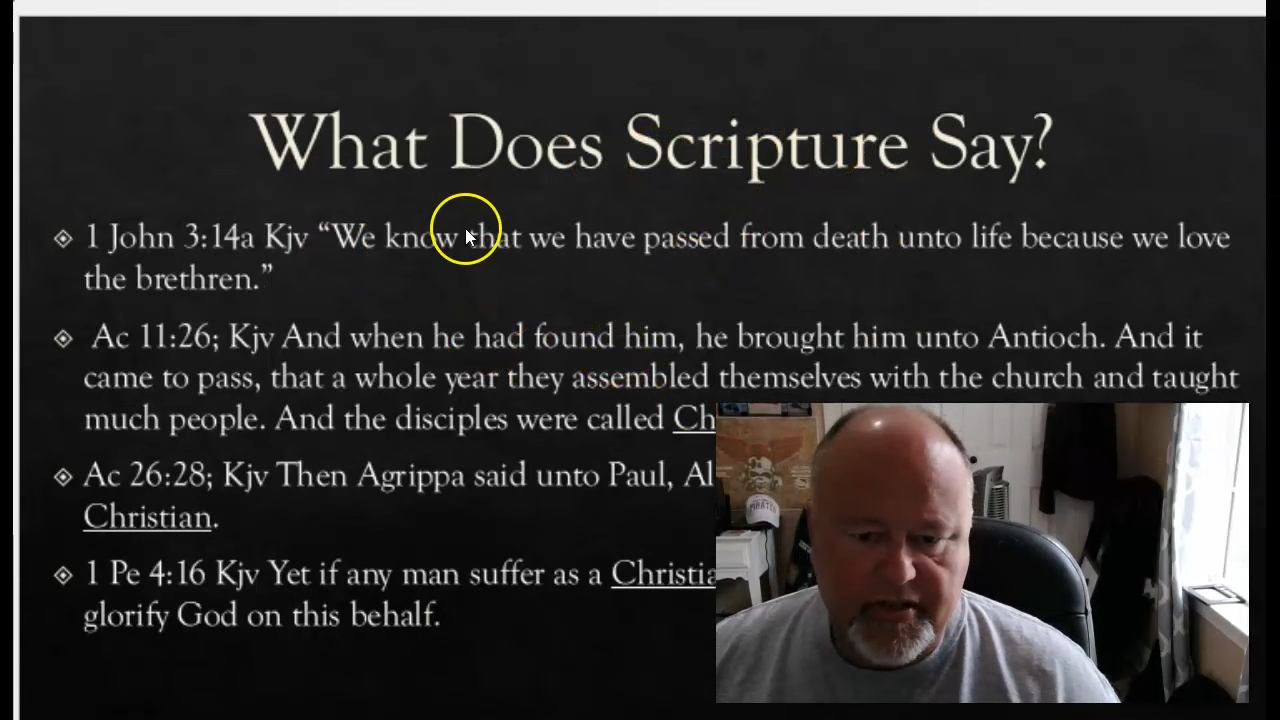 What Does Scripture Say?
1 John 3:14a Kjv “We know that we have passed from death unto life because we love
the brethren.”
Ac 11:26; Kjv And when he had found him, he brought him unto Antioch. And it
came to pass, that a whole year they assembled themselves with the church and taught
much people. And the disciples were called Ch
Ac 26:28; Kjv Then Agrippa said unto Paul, Al
Christian.
1 Pe 4:16 Kjv Yet if any man suffer as a Christia
glorify God on this behalf.
PIRATES